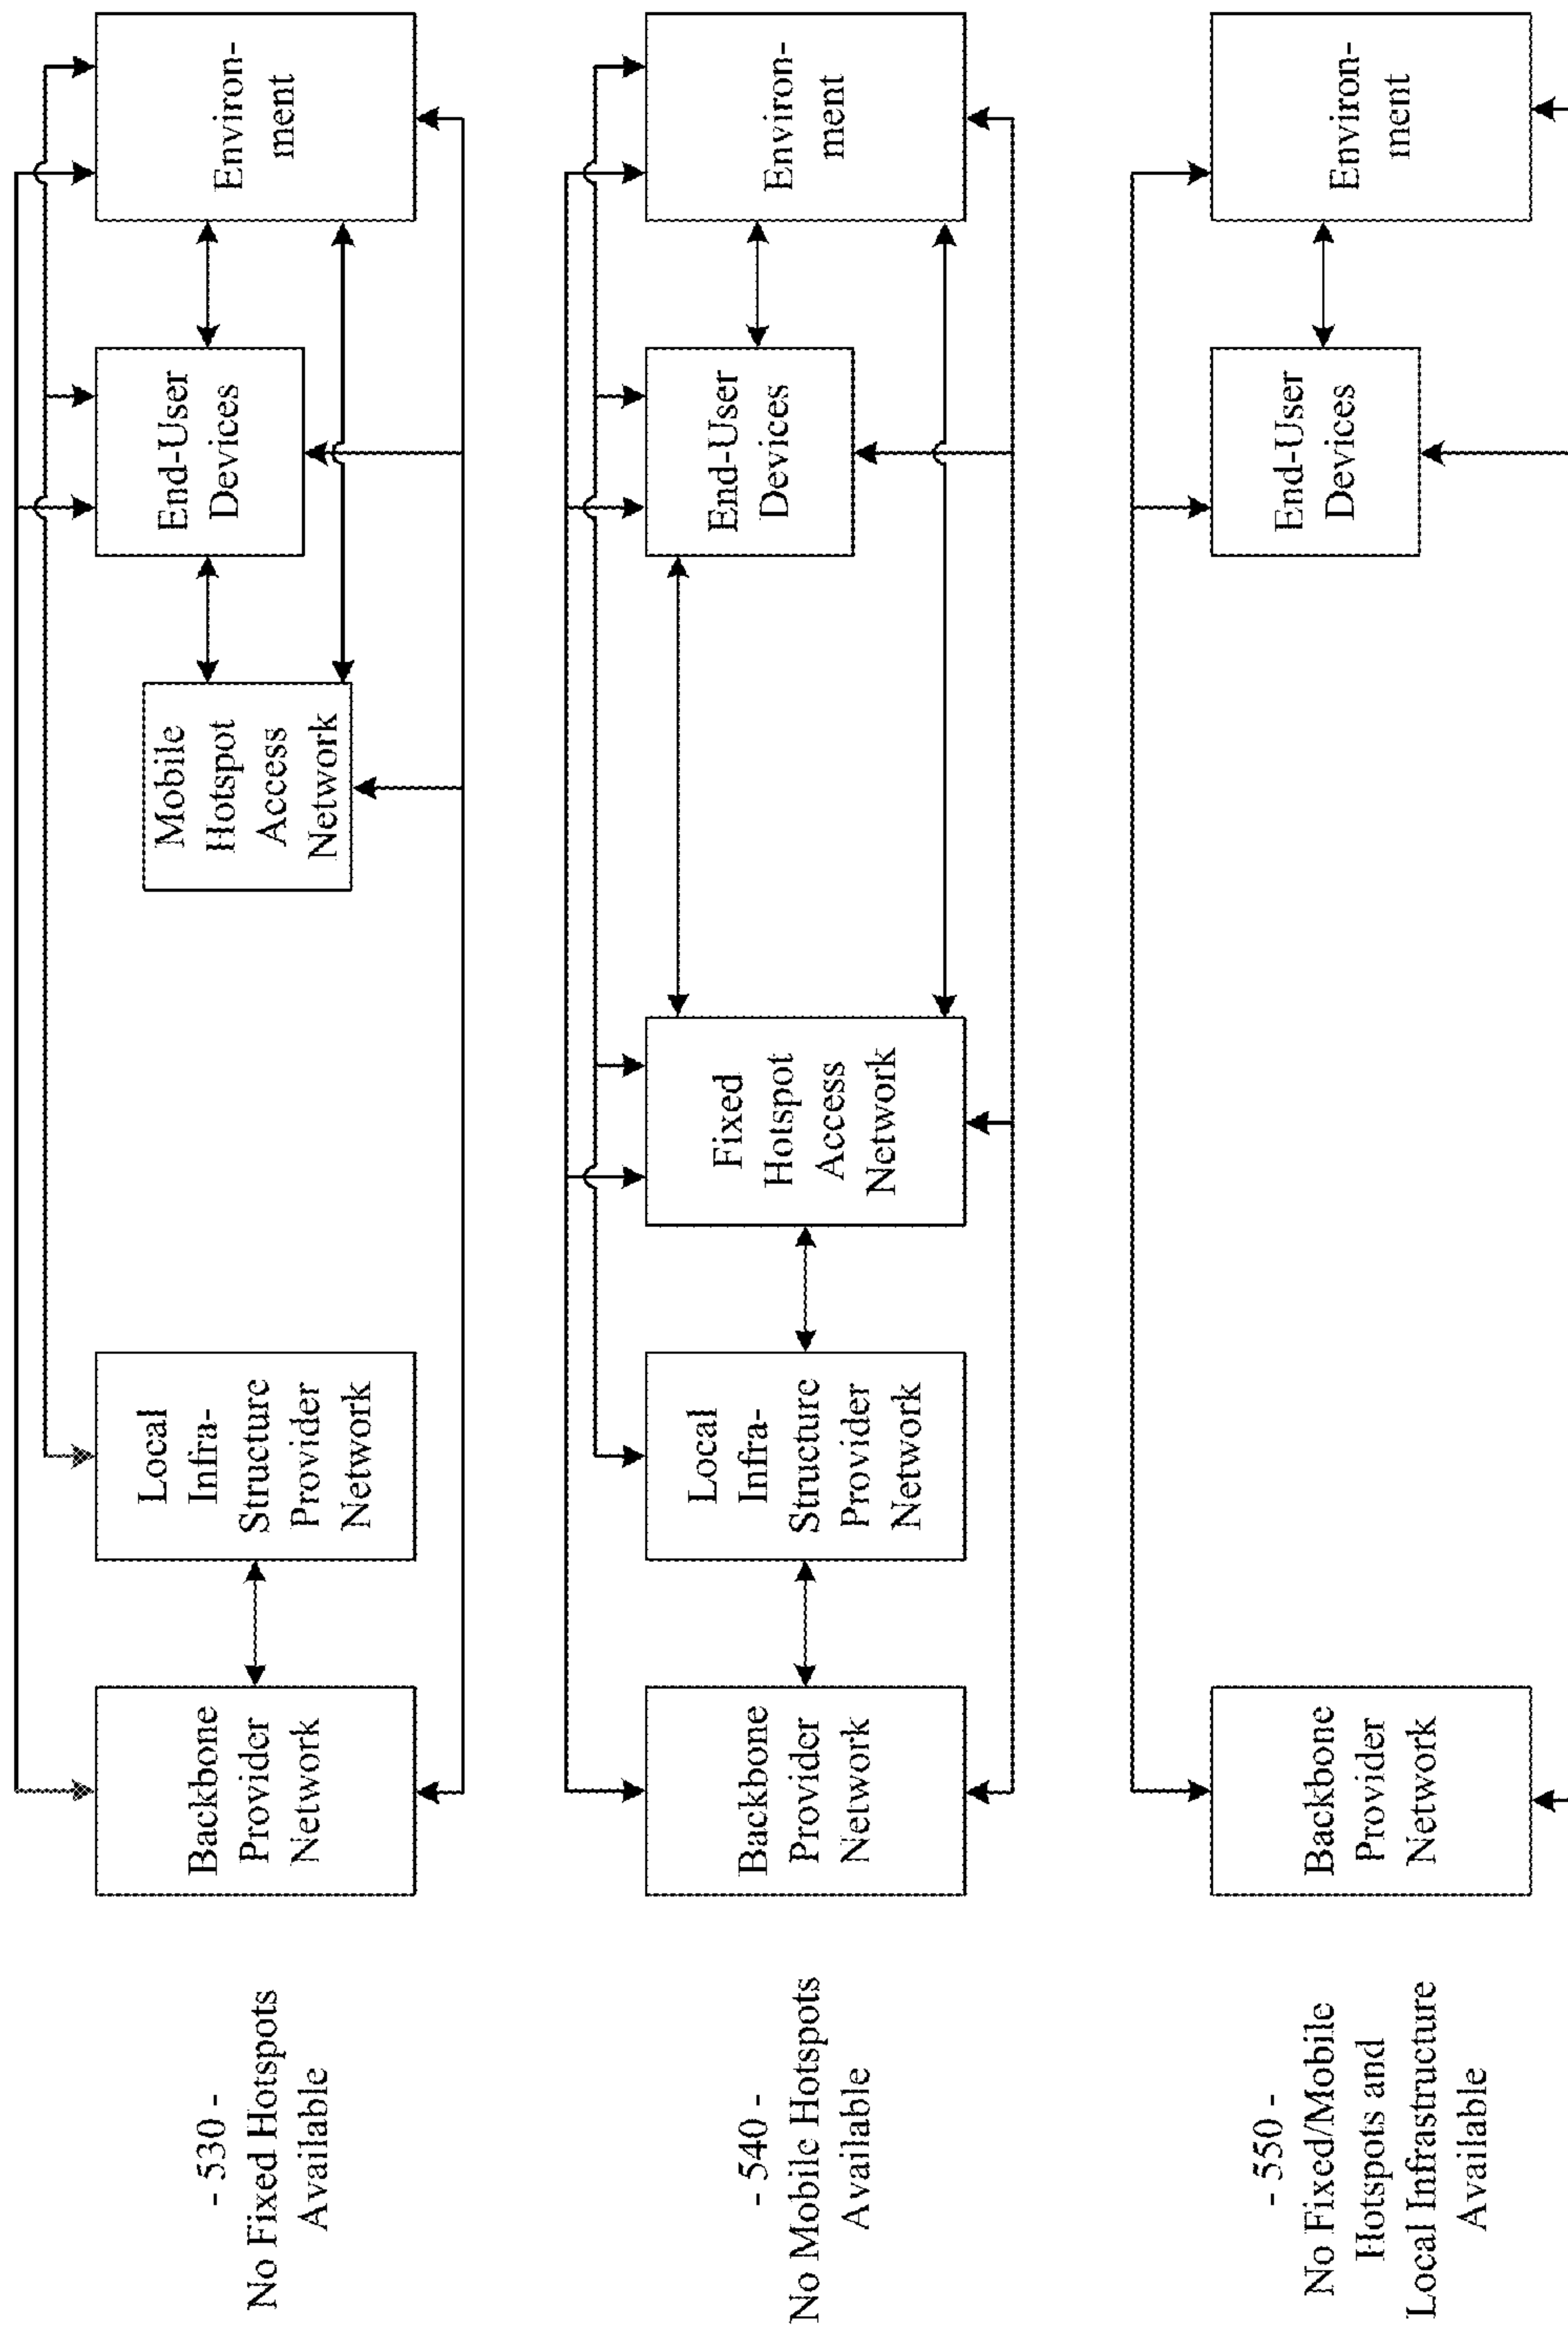 - 530 -
No Fixed Hotspots
Available
Backbone
Provider
Network
Local
Infra-
Structure
Provider
Network
Mobile
Hotspot
Access
Network
End-User
Devices
Environ-
ment
- 540 -
No Mobile Hotspots
Available
Backbone
Provider
Network
Local
Infra-
Structure
Provider
Network
Fixed
Hotspot
Access
Network
End-User
Devices
Environ-
ment
- 550 -
No Fixed/Mobile
Hotspots and
Local Infrastructure
Available
Backbone
Provider
Network
End-User
Devices
Environ-
ment